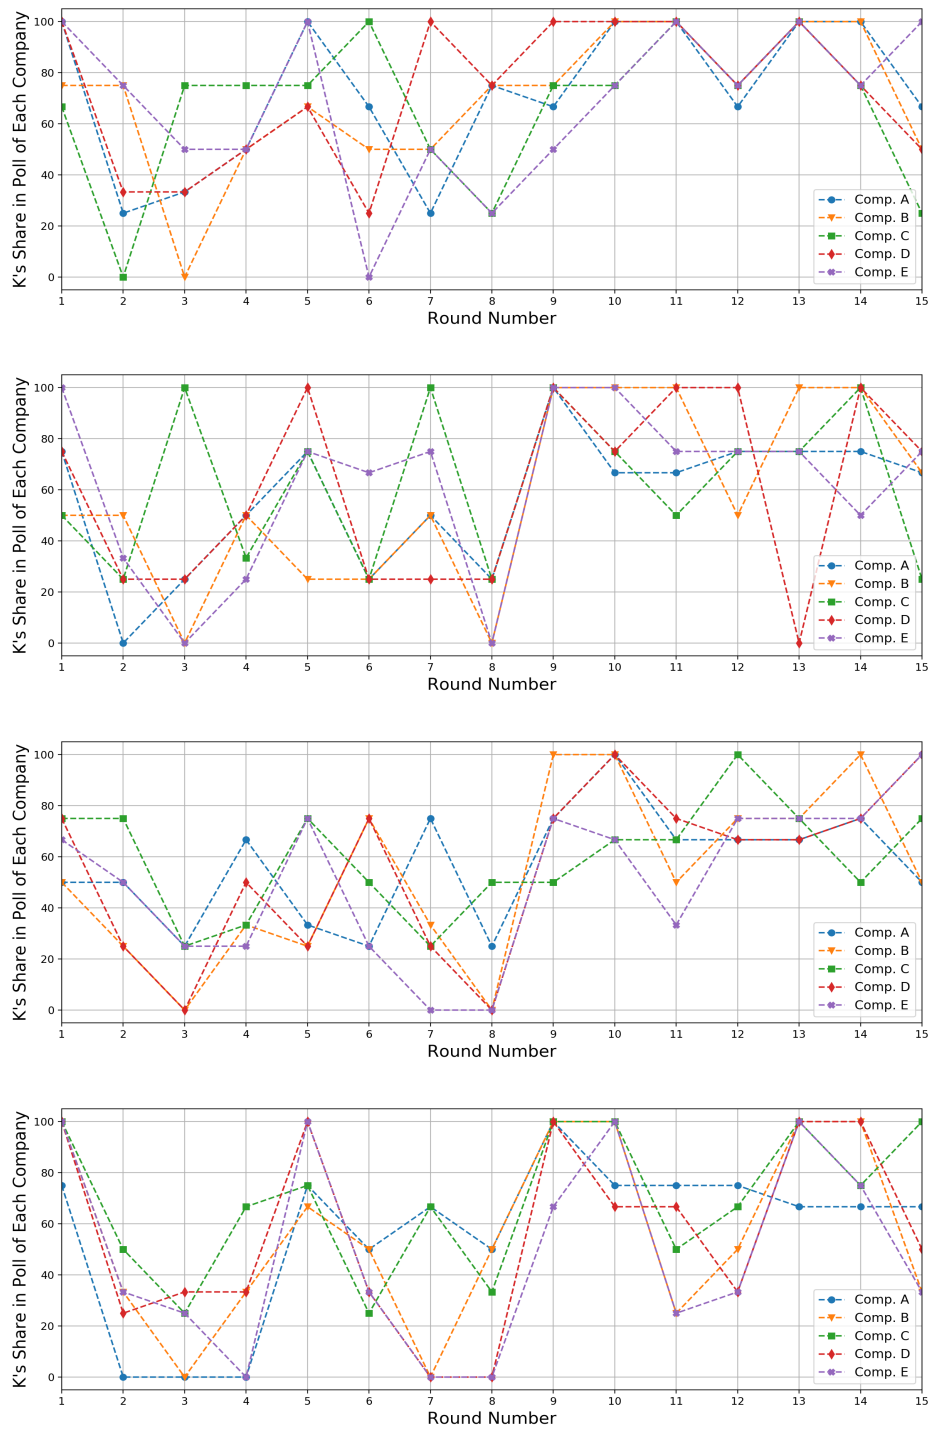 K's Share in Poll of Each Company
100
80
60
40
20
0
Comp. A
Comp. B
Comp. C
Comp. D
Comp. E
1 2 3 4 5 6 7 8 9 10 11 12 13 14 15
Round Number
K's Share in Poll of Each Company
100
80
60
40
20
0
Comp. A
Comp. B
Comp. C
Comp. D
Comp. E
1 2 3 4 5 6 7 8 9 10 11 12 13 14 15
Round Number
K's Share in Poll of Each Company
100
80
60
40
20
0
Comp. A
Comp. B
Comp. C
Comp. D
Comp. E
1 2 3 4 5 6 7 8 9 10 11 12 13 14 15
Round Number
K's Share in Poll of Each Company
100
80
60
40
20
0
Comp. A
Comp. B
Comp. C
Comp. D
Comp. E
1 2 3 4 5 6 7 8 9 10 11 12 13 14 15
Round Number